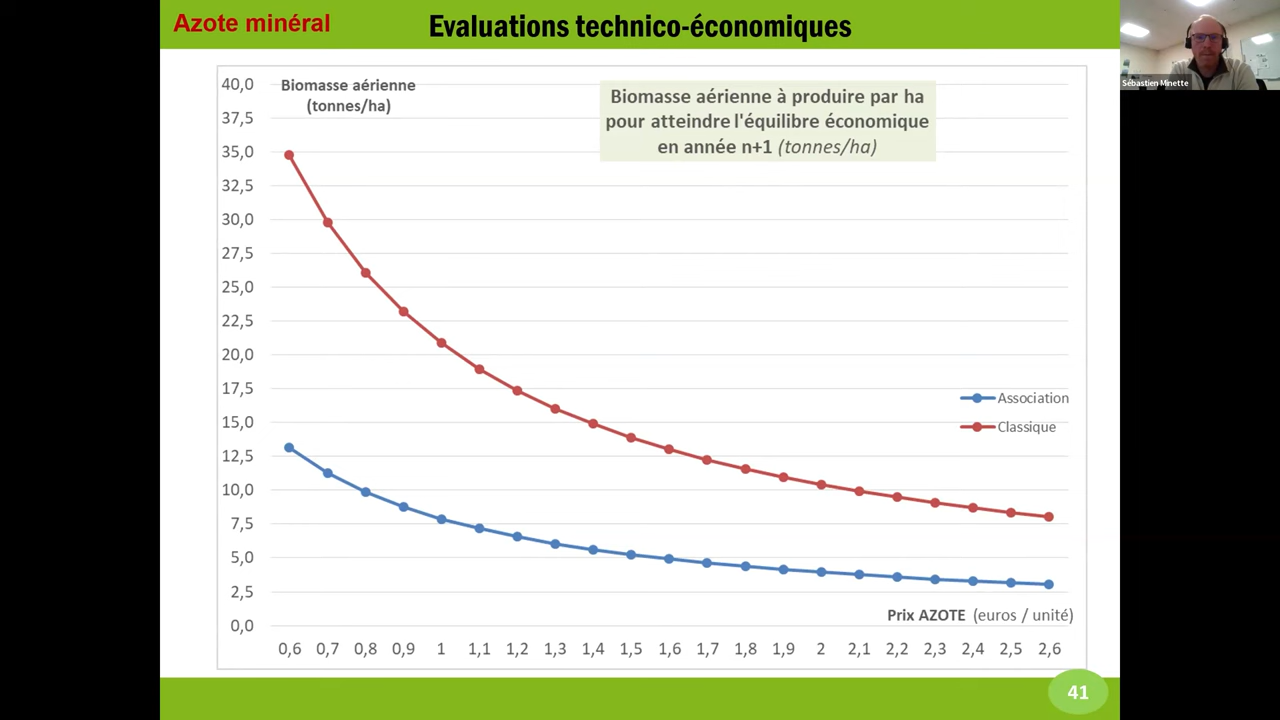 Azote minéral
Evaluations technico-économiques
Sébastien Minette
Biomasse aérienne
(tonnes/ha)
Biomasse aérienne à produire par ha
pour atteindre l'équilibre économique
en année n+1 (tonnes/ha)
40,0
37,5
35,0
32,5
30,0
27,5
25,0
22,5
20,0
17,5
15,0
12,5
10,0
7,5
5,0
2,5
0,0
Association
Classique
Prix AZOTE (euros / unité)
0,6 0,7 0,8 0,9 1 1,1 1,2 1,3 1,4 1,5 1,6 1,7 1,8 1,9 2 2,1 2,2 2,3 2,4 2,5 2,6
41